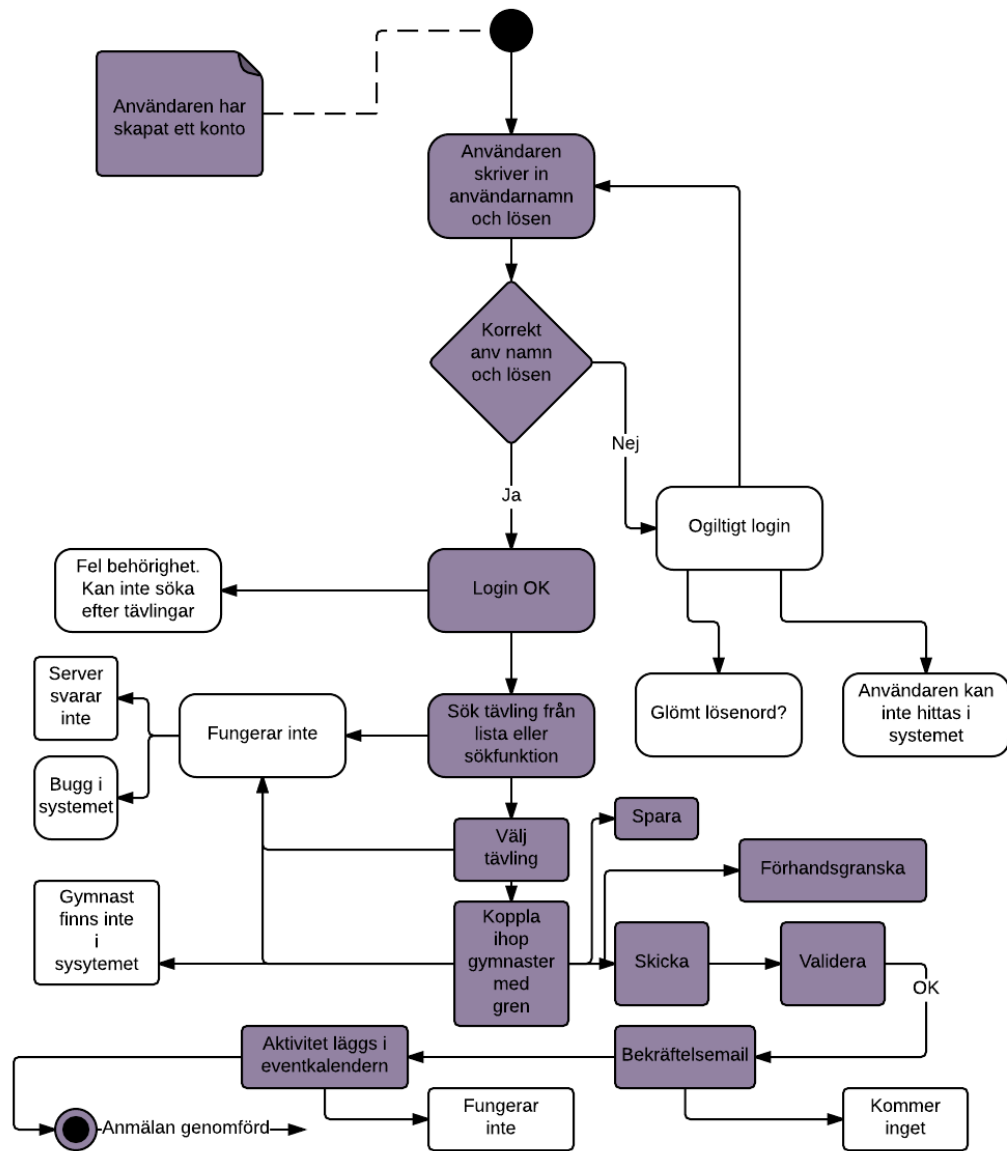 Användaren har
skapat ett konto
Användaren
skriver in
användarnamn
och lösen
Korrekt
anv namn
och lösen
Nej
Ja
Ogiltigt login
Fel behörighet.
Kan inte söka
efter tävlingar
Login OK
Server
svarar
inte
Fungerar inte
Sök tävling från
lista eller
sökfunktion
Glömt lösenord?
Användaren kan
inte hittas i
systemet
Bugg i
systemet
Välj
tävling
Spara
Förhandsgranska
Gymnast
finns inte
i
sysytemet
Koppla
ihop
gymnaster
med
gren
Skicka
Validera
OK
Aktivitet läggs i
eventkalendern
Bekräftelsemail
Anmälan genomförd
Fungerar
inte
Kommer
inget